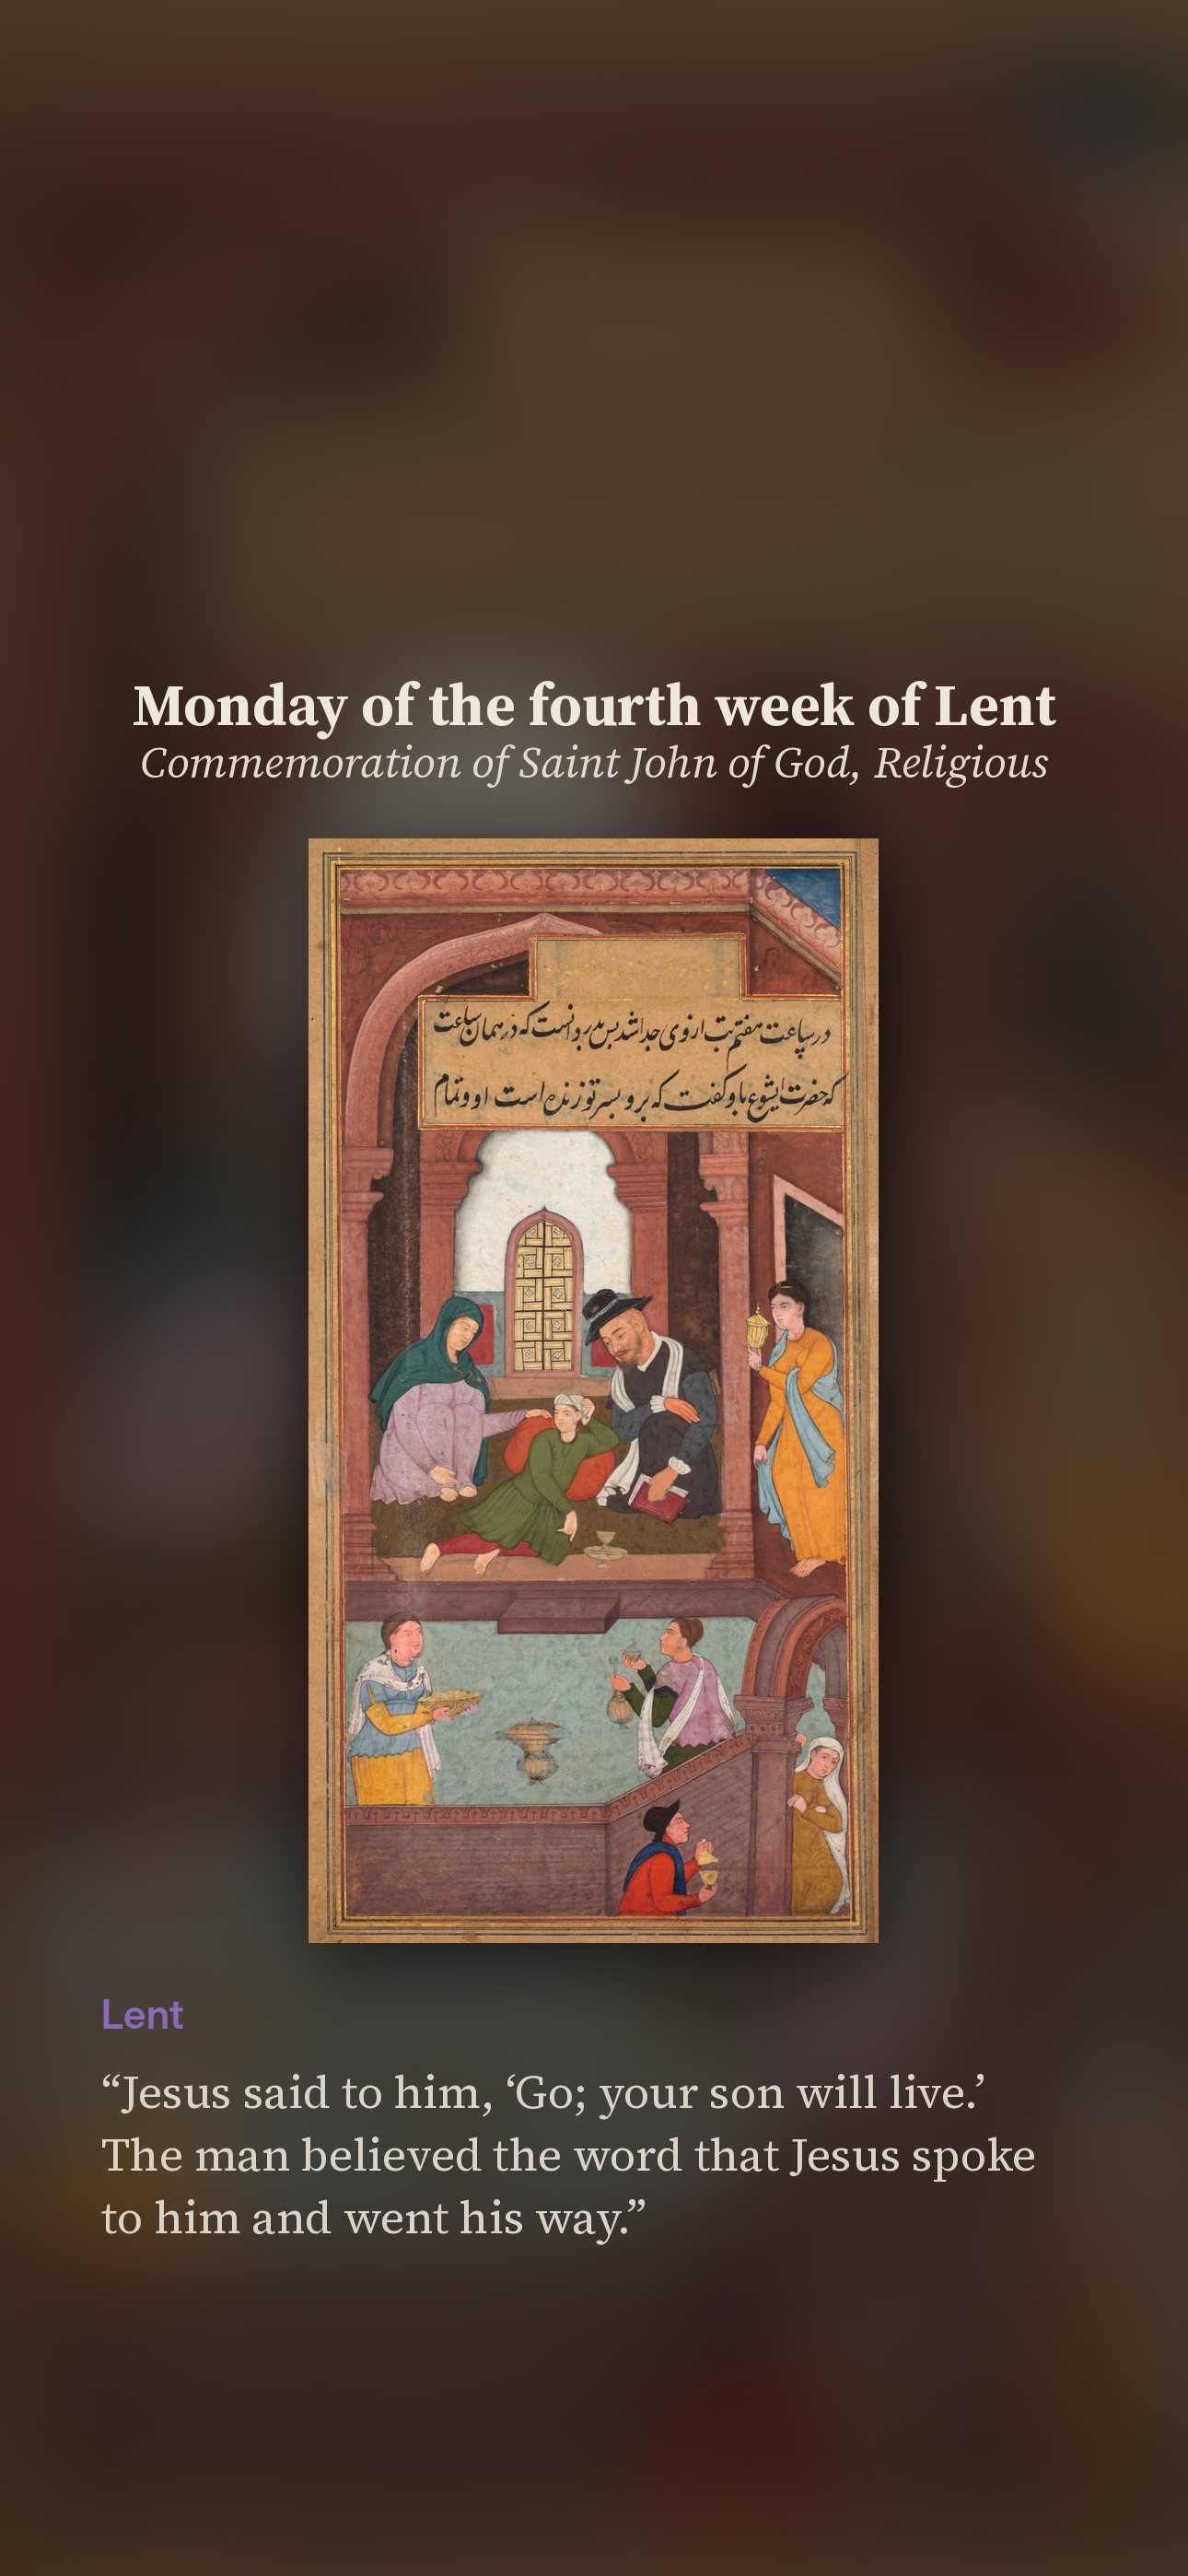 Monday of the fourth week of Lent
Commemoration of Saint John of God, Religious
در ساعت هفتم تب از وی جدا شد پس پدر دانست که در همان ساعت
که حضرت ایشوع باو گفت که برو پسر تو زنده است او و تمام
Lent
“Jesus said to him, ‘Go; your son will live.’
The man believed the word that Jesus spoke
to him and went his way.”